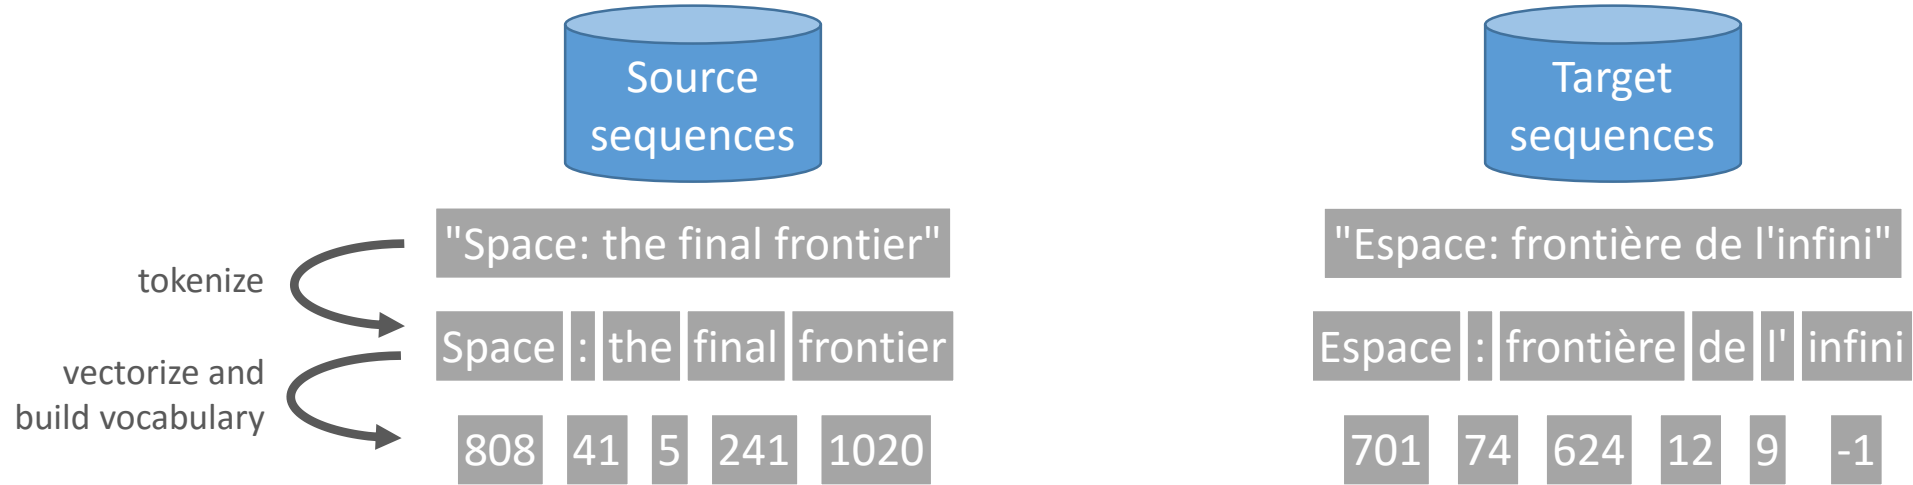 Source
sequences
Target
sequences
"Space: the final frontier"
"Espace: frontière de l'infini"
tokenize
Space : the final frontier
Espace : frontière de l' infini
vectorize and
build vocabulary
808 41 5 241 1020
701 74 624 12 9 -1